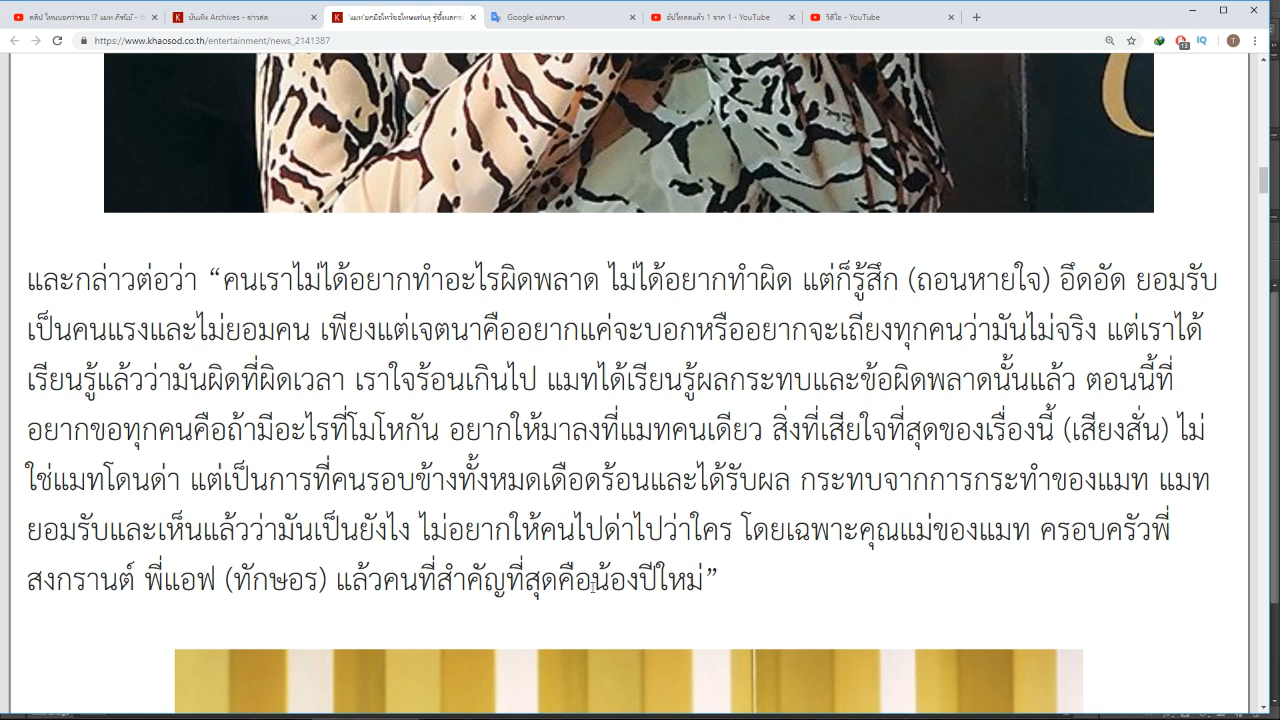 บันเทิง Archives - ข่าวสด
Google แปลภาษา
อัปโหลดแล้ว 1 จาก 1 - YouTube
วิดีโอ - YouTube
https://www.khaosod.co.th/entertainment/news_2141387
13
IQ
T
และกล่าวต่อว่า “คนเราไม่ได้อยากทำอะไรผิดพลาด ไม่ได้อยากทำผิด แต่ก็รู้สึก (ถอนหายใจ) อึดอัด ยอมรับ
เป็นคนแรงและไม่ยอมคน เพียงแต่เจตนาคืออยากแค่จะบอกหรืออยากจะเถียงทุกคนว่ามันไม่จริง แต่เราได้
เรียนรู้แล้วว่ามันผิดที่ผิดเวลา เราใจร้อนเกินไป แมทได้เรียนรู้ผลกระทบและข้อผิดพลาดนั้นแล้ว ตอนนี้ที่
อยากขอทุกคนคือถ้ามีอะไรที่โมโหกัน อยากให้มาลงที่แมทคนเดียว สิ่งที่เสียใจที่สุดของเรื่องนี้ (เสียงสั่น) ไม่
ใช่แมทโดนด่า แต่เป็นการที่คนรอบข้างทั้งหมดเดือดร้อนและได้รับผล กระทบจากการกระทำของแมท แมท
ยอมรับและเห็นแล้วว่ามันเป็นยังไง ไม่อยากให้คนไปด่าไปว่าใคร โดยเฉพาะคุณแม่ของแมท ครอบครัวพี่
สงกรานต์ พี่แอฟ (ทักษอร) แล้วคนที่สำคัญที่สุดคือน้องปีใหม่”